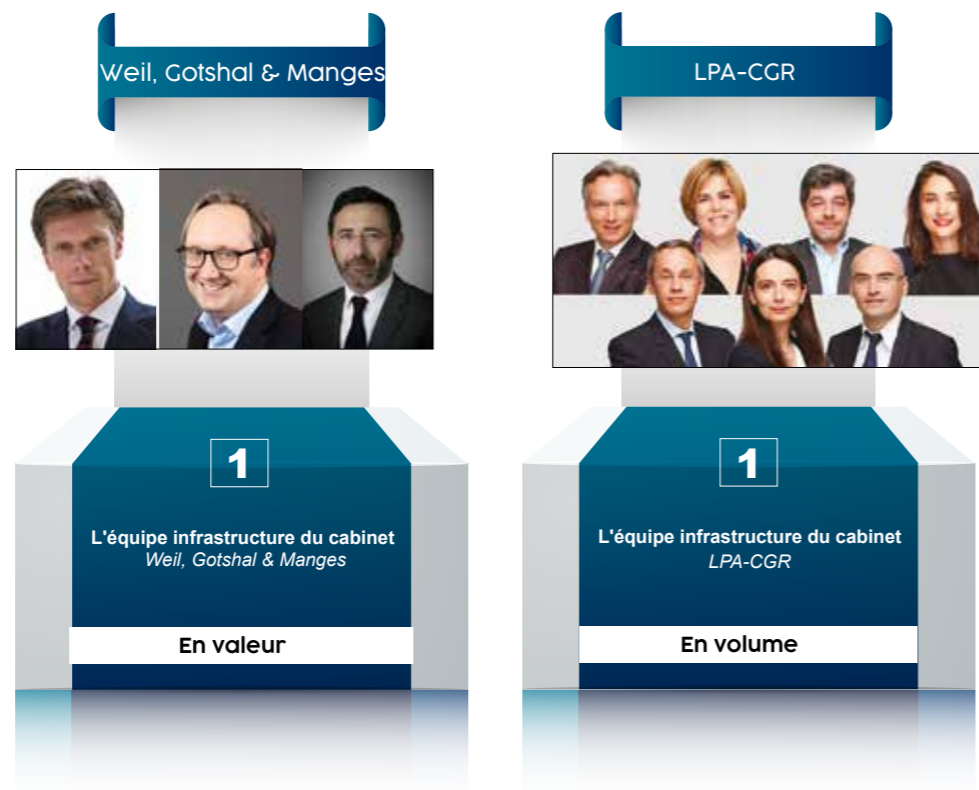 Weil, Gotshal & Manges
1
L'équipe infrastructure du cabinet
Weil, Gotshal & Manges
En valeur
LPA-CGR
1
L'équipe infrastructure du cabinet
LPA-CGR
En volume